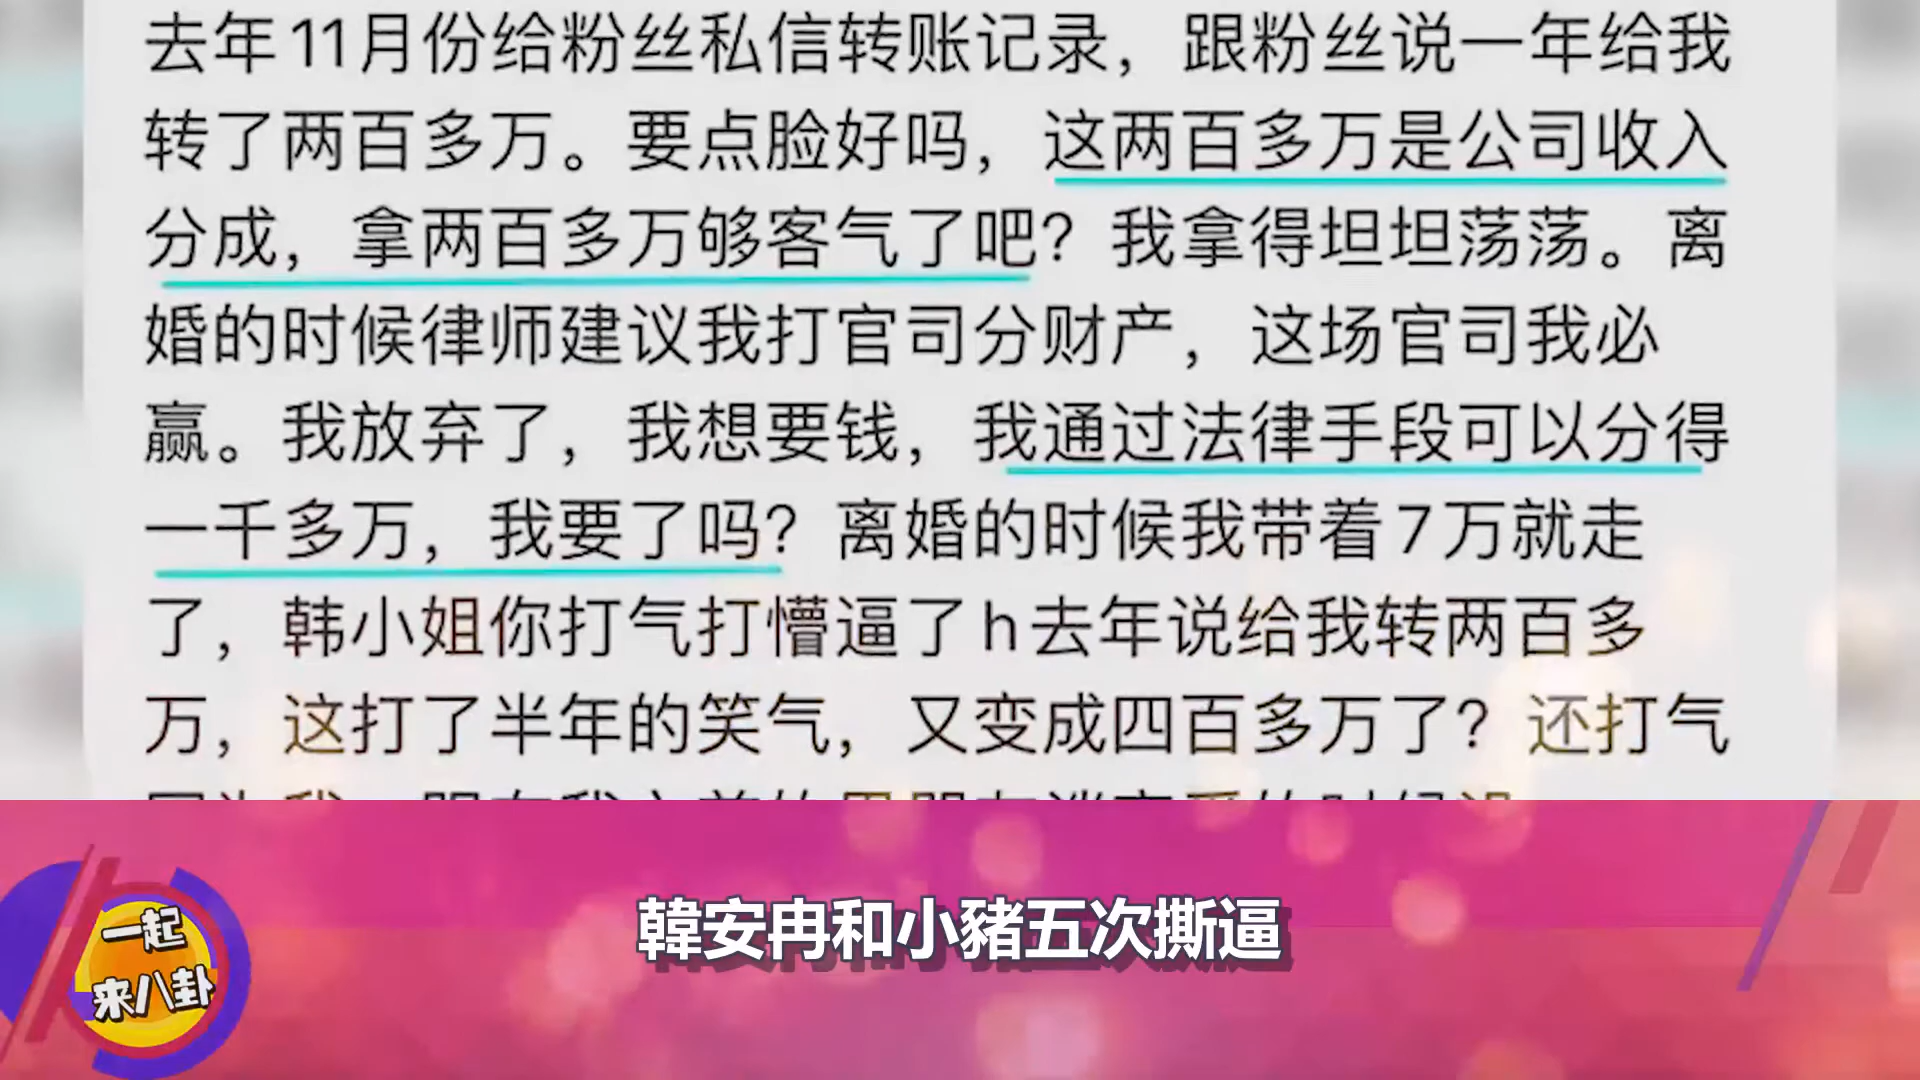 去年11月份给粉丝私信转账记录，跟粉丝说一年给我
转了两百多万。要点脸好吗，这两百多万是公司收入
分成，拿两百多万够客气了吧？我拿得坦坦荡荡。离
婚的时候律师建议我打官司分财产，这场官司我必
赢。我放弃了，我想要钱，我通过法律手段可以分得
一千多万，我要了吗？离婚的时候我带着7万就走
了，韩小姐你打气打懵逼了h去年说给我转两百多
万，这打了半年的笑气，又变成四百多万了？还打气
韓安冉和小豬五次撕逼
一起
来八卦